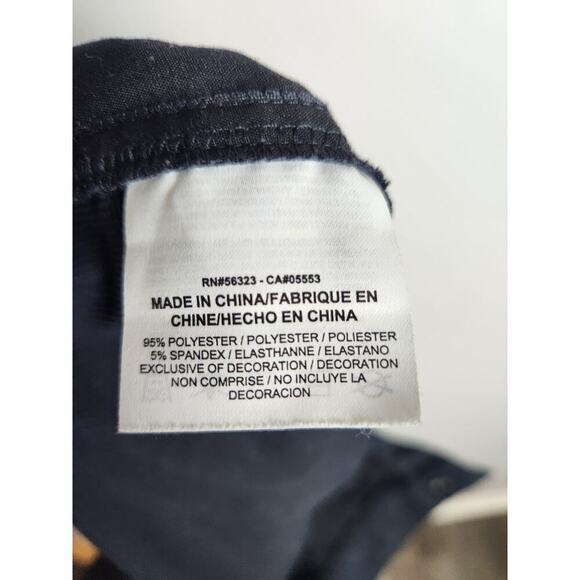 RN#56323 - CA#05553
MADE IN CHINA/FABRIQUE EN
CHINE/HECHO EN CHINA
95% POLYESTER / POLYESTER / POLIESTER
5% SPANDEX / ELASTHANNE / ELASTANO
EXCLUSIVE OF DECORATION / DECORATION
NON COMPRISE / NO INCLUYE LA
DECORACION